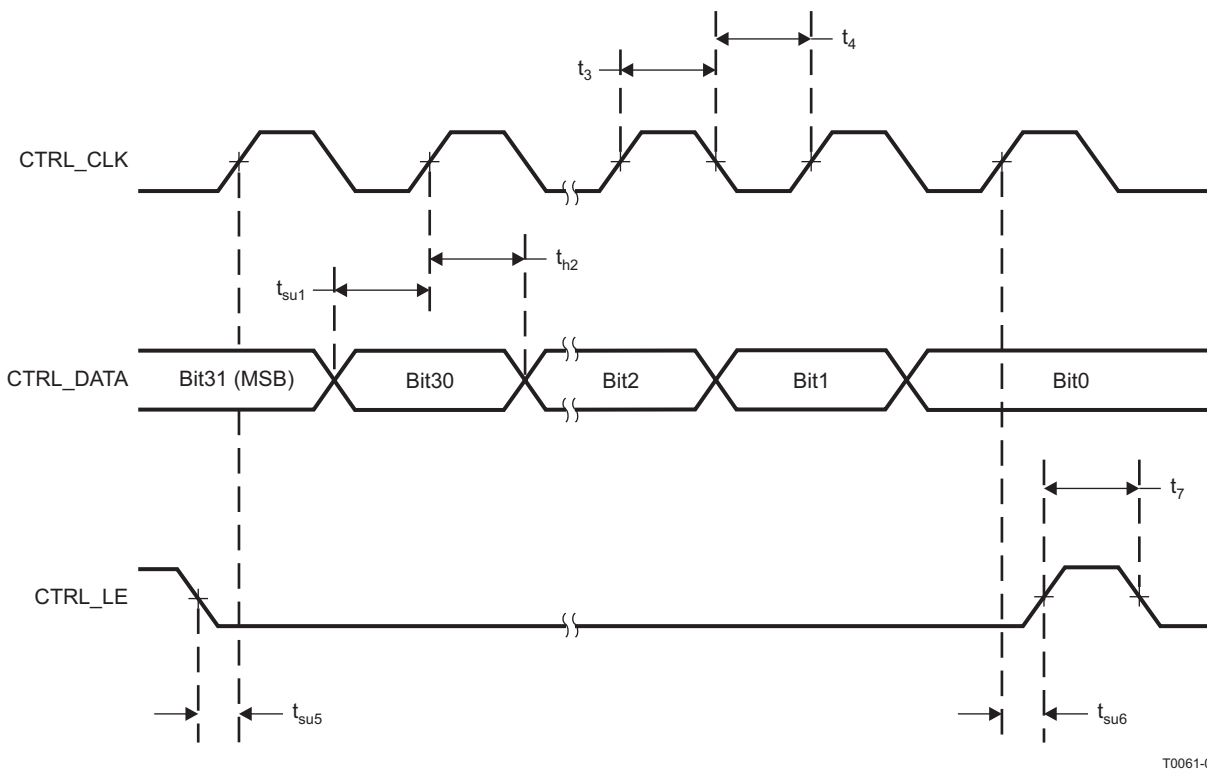 t4
t3
CTRL_CLK
th2
tsu1
CTRL_DATA
Bit31 (MSB)
Bit30
Bit2
Bit1
Bit0
t7
CTRL_LE
tsu5
tsu6